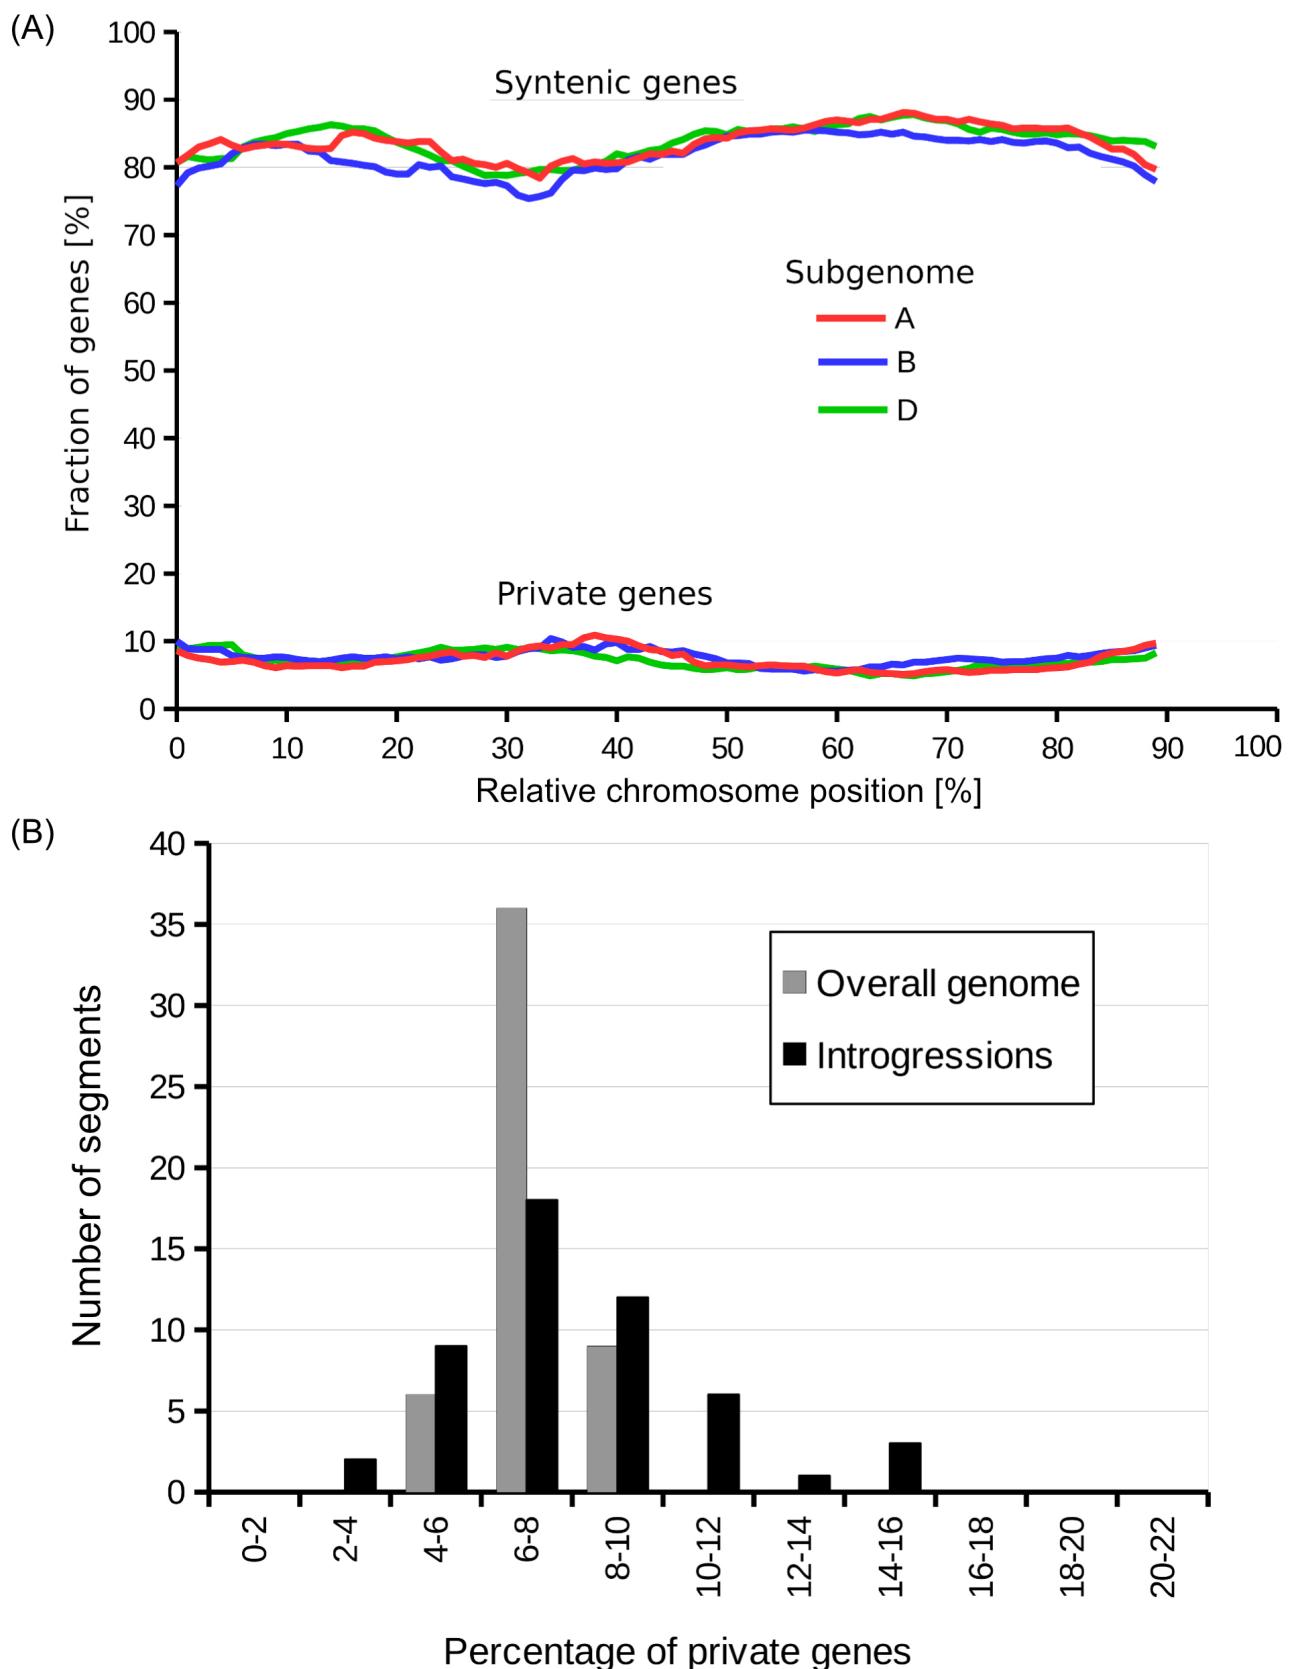 (A)
100
90
80
70
60
50
40
30
20
10
0
Fraction of genes [%]
Syntenic genes
Subgenome
A
B
D
Private genes
0 10 20 30 40 50 60 70 80 90 100
Relative chromosome position [%]
(B)
40
35
30
25
20
15
10
5
0
Number of segments
Overall genome
Introgressions
0-2 2-4 4-6 6-8 8-10 10-12 12-14 14-16 16-18 18-20 20-22
Percentage of private genes